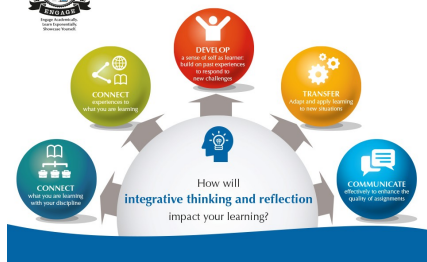 ENGAGE
Engage Academically.
Learn Experientially.
Showcase Yourself.
DEVELOP
a sense of self as learner:
build on past experiences
to respond to
new challenges
CONNECT
experiences to
what you are learning
TRANSFER
Adapt and apply learning
to new situations
CONNECT
what you are learning
with your discipline
COMMUNICATE
effectively to enhance the
quality of assignments
How will
integrative thinking and reflection
impact your learning?